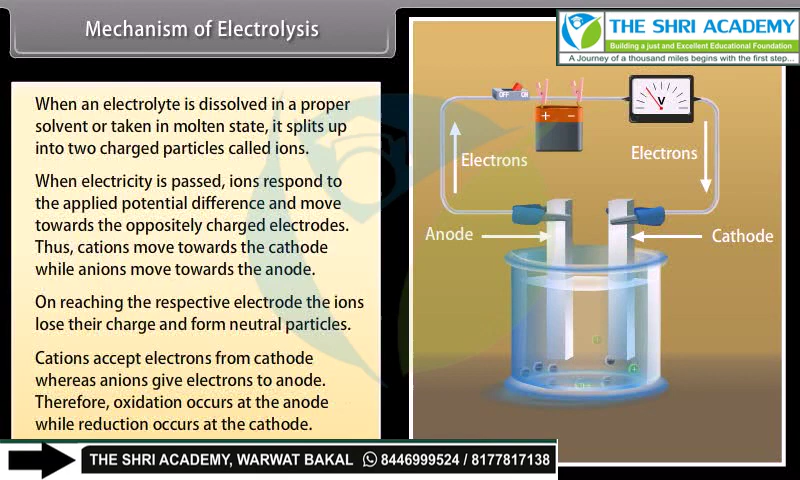 Mechanism of Electrolysis
THE SHRI ACADEMY
Building a just and Excellent Educational Foundation
A Journey of a thousand miles begins with the first step...
When an electrolyte is dissolved in a proper
solvent or taken in molten state, it splits up
into two charged particles called ions.
When electricity is passed, ions respond to
the applied potential difference and move
towards the oppositely charged electrodes.
Thus, cations move towards the cathode
while anions move towards the anode.
On reaching the respective electrode the ions
lose their charge and form neutral particles.
Cations accept electrons from cathode
whereas anions give electrons to anode.
Therefore, oxidation occurs at the anode
while reduction occurs at the cathode.
OFF ON
+ −
V
Electrons
Electrons
Anode
Cathode
THE SHRI ACADEMY, WARWAT BAKAL 8446999524 / 8177817138